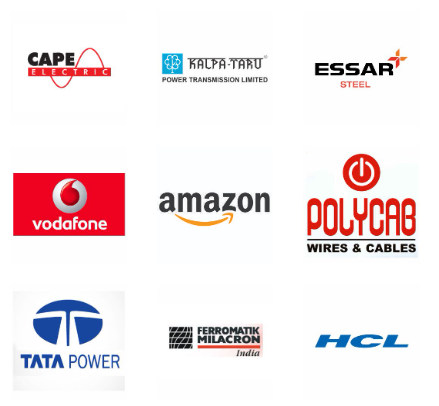 CAPE
ELECTRIC
KALPA-TARU®
POWER TRANSMISSION LIMITED
ESSAR
STEEL
vodafone
amazon
POLYCAB
WIRES & CABLES
TATA POWER
FERROMATIK
MILACRON
India
HCL